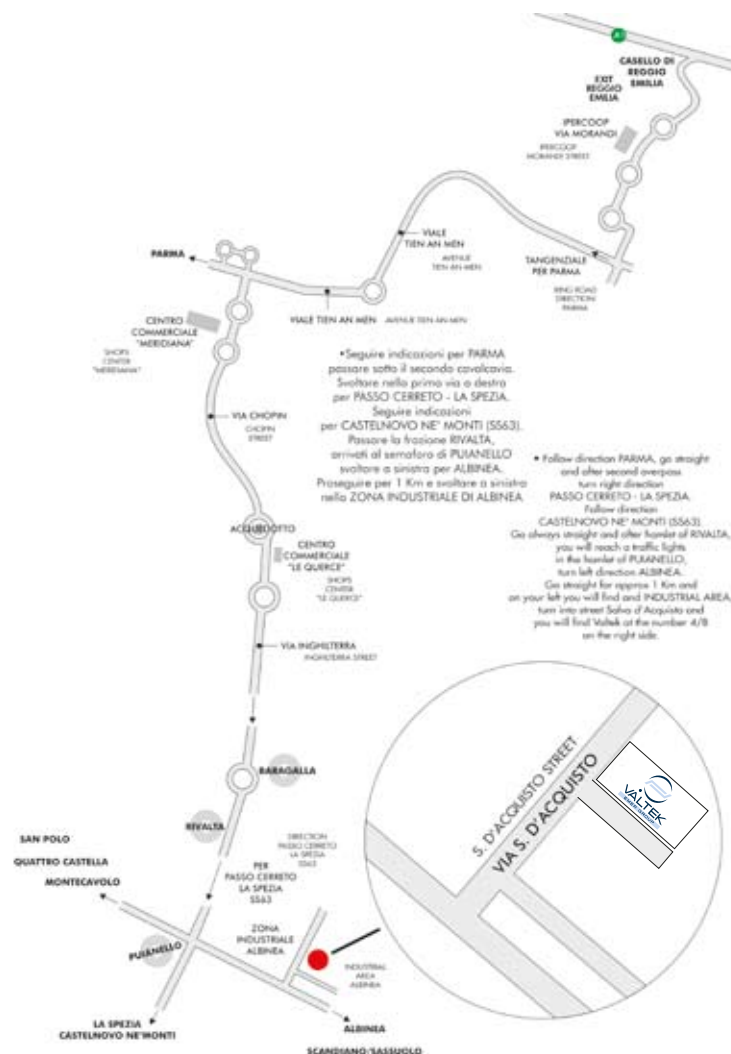 A1
CASELLO DI
REGGIO
EMILIA
EXIT
REGGIO
EMILIA
IPERCOOP
VIA MORANDI
IPERCOOP
MORANDI STREET
VIALE
TIEN AN MEN
AVENUE
TIEN AN MEN
PARMA
TANGENZIALE
PER PARMA
RING ROAD
DIRECTION
PARMA
CENTRO
COMMERCIALE
"MERIDIANA"
SHOPS
CENTER
"MERIDIANA"
VIALE TIEN AN MEN AVENUE TIEN AN MEN
•Seguire indicazioni per PARMA
passare sotto il secondo cavalcavia.
Svoltare nella prima via a destra
per PASSO CERRETO - LA SPEZIA.
Seguire indicazioni
per CASTELNOVO NE' MONTI (SS63).
Passare la frazione RIVALTA,
arrivati al semaforo di PUIANELLO
svoltare a sinistra per ALBINEA.
Proseguire per 1 Km e svoltare a sinistra
nella ZONA INDUSTRIALE DI ALBINEA
VIA CHOPIN
CHOPIN
STREET
• Follow direction PARMA, go straight
and after second overpass
turn right direction
PASSO CERRETO - LA SPEZIA.
Follow direction
CASTELNOVO NE' MONTI (SS63)
Go always straight and after hamlet of RIVALTA,
you will reach a traffic lights
in the hamlet of PUIANELLO,
turn left direction ALBINEA.
Go straight for approx 1 Km and
on your left you will find and INDUSTRIAL AREA,
turn into street Salvo d'Acquisto and
you will find Valtek at the number 4/B
on the right side.
ACQUEDOTTO
CENTRO
COMMERCIALE
"LE QUERCE"
SHOPS
CENTER
"LE QUERCE"
VIA INGHILTERRA
INGHILTERRA STREET
BARAGALLA
RIVALTA
S. D'ACQUISTO STREET
VIA S. D'ACQUISTO
VALTEK
SAN POLO
QUATTRO CASTELLA
MONTECAVOLO
DIRECTION
PASSO CERRETO
LA SPEZIA
SS63
PER
PASSO CERRETO
LA SPEZIA
SS63
ZONA
INDUSTRIALE
ALBINEA
PUIANELLO
INDUSTRIAL
AREA
ALBINEA
LA SPEZIA
CASTELNOVO NE'MONTI
ALBINEA
SCANDIANO/SASSUOLO